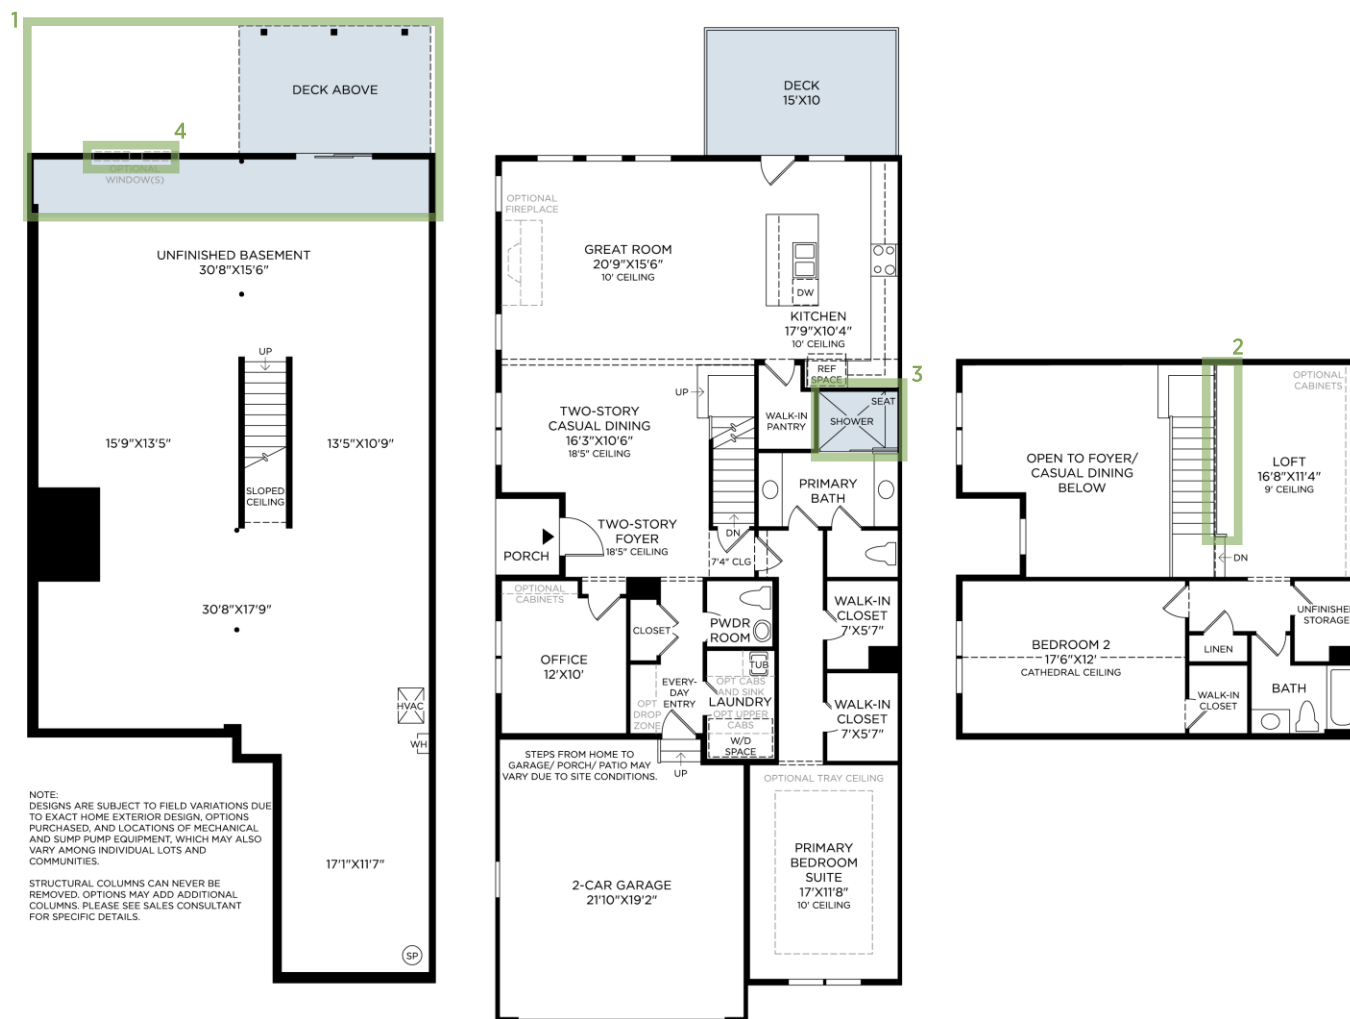 1
DECK ABOVE
4
OPTIONAL
WINDOW(S)
UNFINISHED BASEMENT
30'8"X15'6"
UP
15'9"X13'5"
13'5"X10'9"
SLOPED
CEILING
30'8"X17'9"
HVAC
WH
17'1"X11'7"
SP
NOTE:
DESIGNS ARE SUBJECT TO FIELD VARIATIONS DUE
TO EXACT HOME EXTERIOR DESIGN, OPTIONS
PURCHASED, AND LOCATIONS OF MECHANICAL
AND SUMP PUMP EQUIPMENT, WHICH MAY ALSO
VARY AMONG INDIVIDUAL LOTS AND
COMMUNITIES.
STRUCTURAL COLUMNS CAN NEVER BE
REMOVED. OPTIONS MAY ADD ADDITIONAL
COLUMNS. PLEASE SEE SALES CONSULTANT
FOR SPECIFIC DETAILS.
DECK
15'X10
OPTIONAL
FIREPLACE
GREAT ROOM
20'9"X15'6"
10' CEILING
DW
KITCHEN
17'9"X10'4"
10' CEILING
REF
SPACE
3
UP
SEAT
SHOWER
WALK-IN
PANTRY
TWO-STORY
CASUAL DINING
16'3"X10'6"
18'5" CEILING
PRIMARY
BATH
TWO-STORY
FOYER
18'5" CEILING
DN
7'4" CLG
PORCH
OPTIONAL
CABINETS
OFFICE
12'X10'
CLOSET
PWDR
ROOM
WALK-IN
CLOSET
7'X5'7"
TUB
EVERY-
DAY
ENTRY
OPT
DROP
ZONE
OPT CABS
AND SINK
LAUNDRY
OPT UPPER
CABS
W/D
SPACE
WALK-IN
CLOSET
7'X5'7"
STEPS FROM HOME TO
GARAGE/ PORCH/ PATIO MAY
VARY DUE TO SITE CONDITIONS.
UP
OPTIONAL TRAY CEILING
PRIMARY
BEDROOM
SUITE
17'X11'8"
10' CEILING
2-CAR GARAGE
21'10"X19'2"
2
OPTIONAL
CABINETS
OPEN TO FOYER/
CASUAL DINING
BELOW
LOFT
16'8"X11'4"
9' CEILING
DN
UNFINISHED
STORAGE
LINEN
BEDROOM 2
17'6"X12'
CATHEDRAL CEILING
WALK-IN
CLOSET
BATH